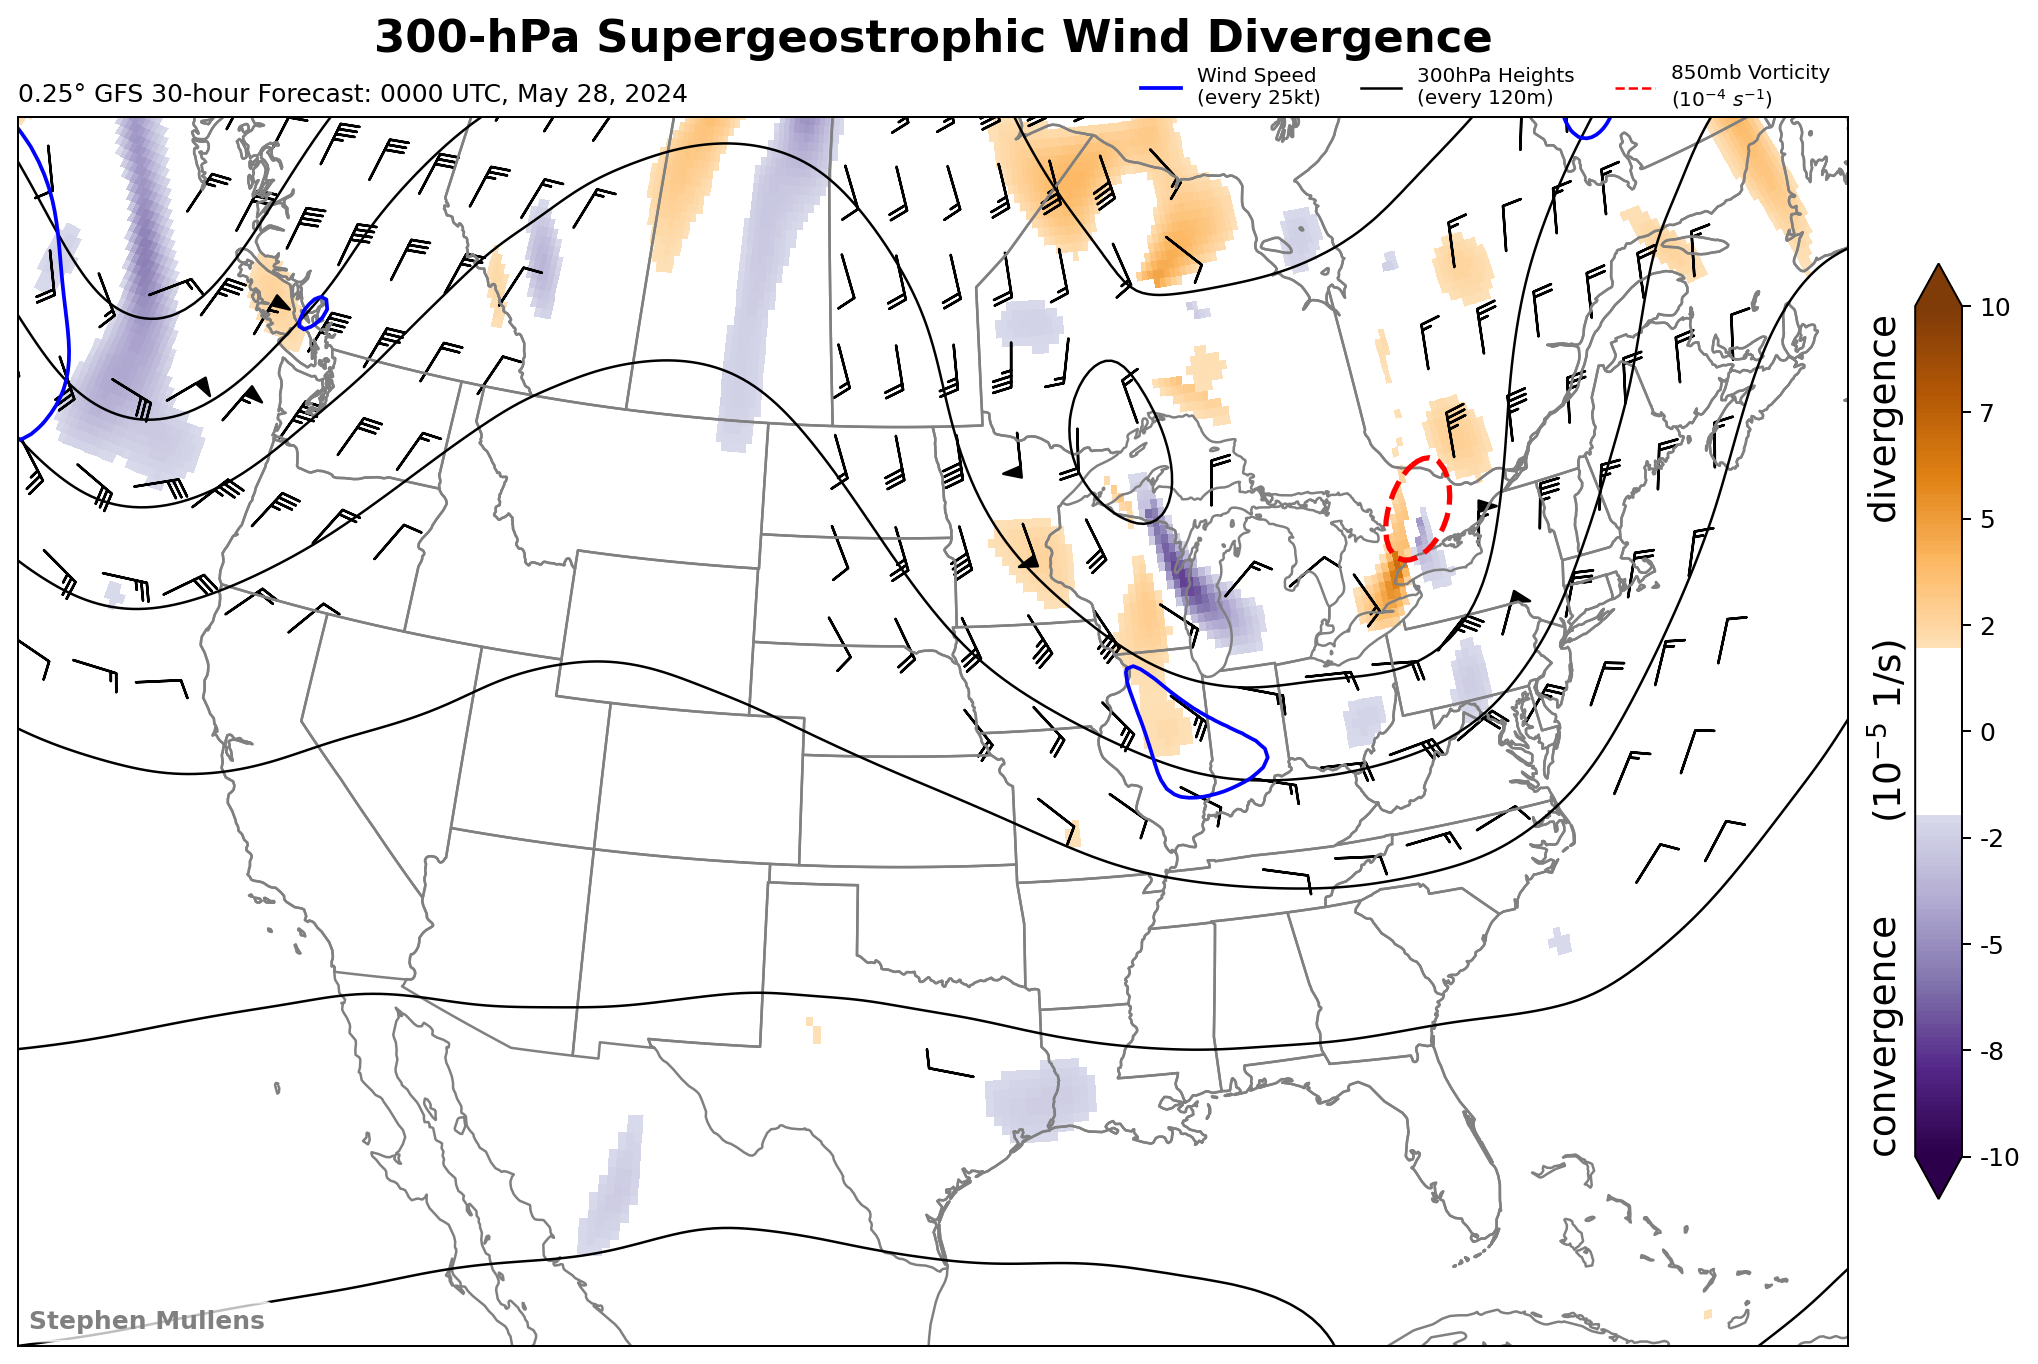 300-hPa Supergeostrophic Wind Divergence
0.25° GFS 30-hour Forecast: 0000 UTC, May 28, 2024
Wind Speed
(every 25kt)
300hPa Heights
(every 120m)
850mb Vorticity
(10⁻⁴ s⁻¹)
10
7
5
2
0
-2
-5
-8
-10
convergence (10⁻⁵ 1/s) divergence
Stephen Mullens